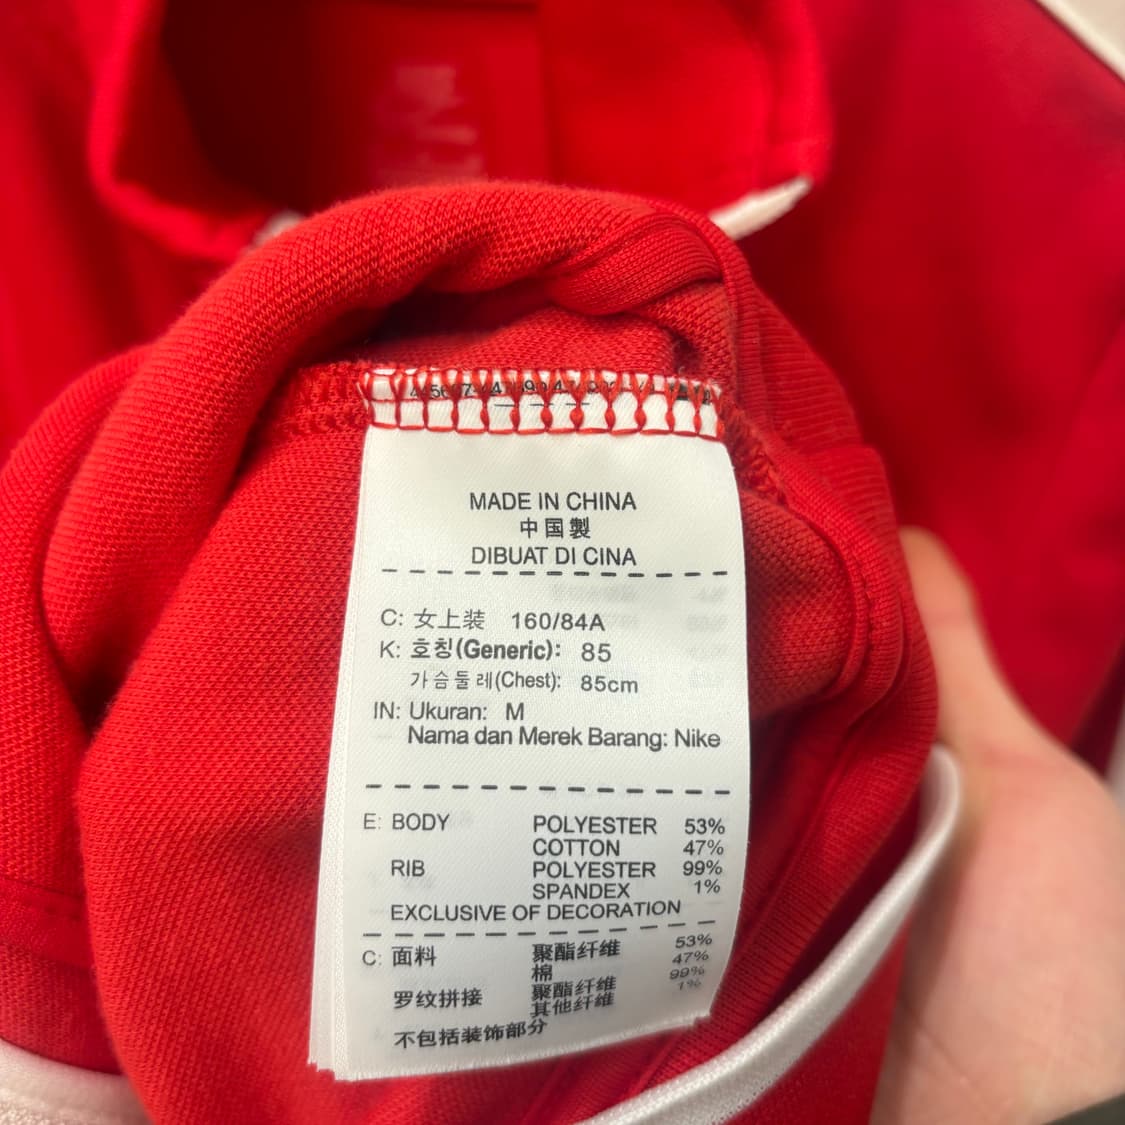 MADE IN CHINA
中国製
DIBUAT DI CINA
C: 女上装 160/84A
K: 호칭(Generic): 85
가슴둘레(Chest): 85cm
IN: Ukuran: M
Nama dan Merek Barang: Nike
E: BODY POLYESTER 53%
COTTON 47%
RIB POLYESTER 99%
SPANDEX 1%
EXCLUSIVE OF DECORATION
C: 面料 聚酯纤维 53%
棉 47%
罗纹拼接 聚酯纤维 99%
其他纤维 1%
不包括装饰部分